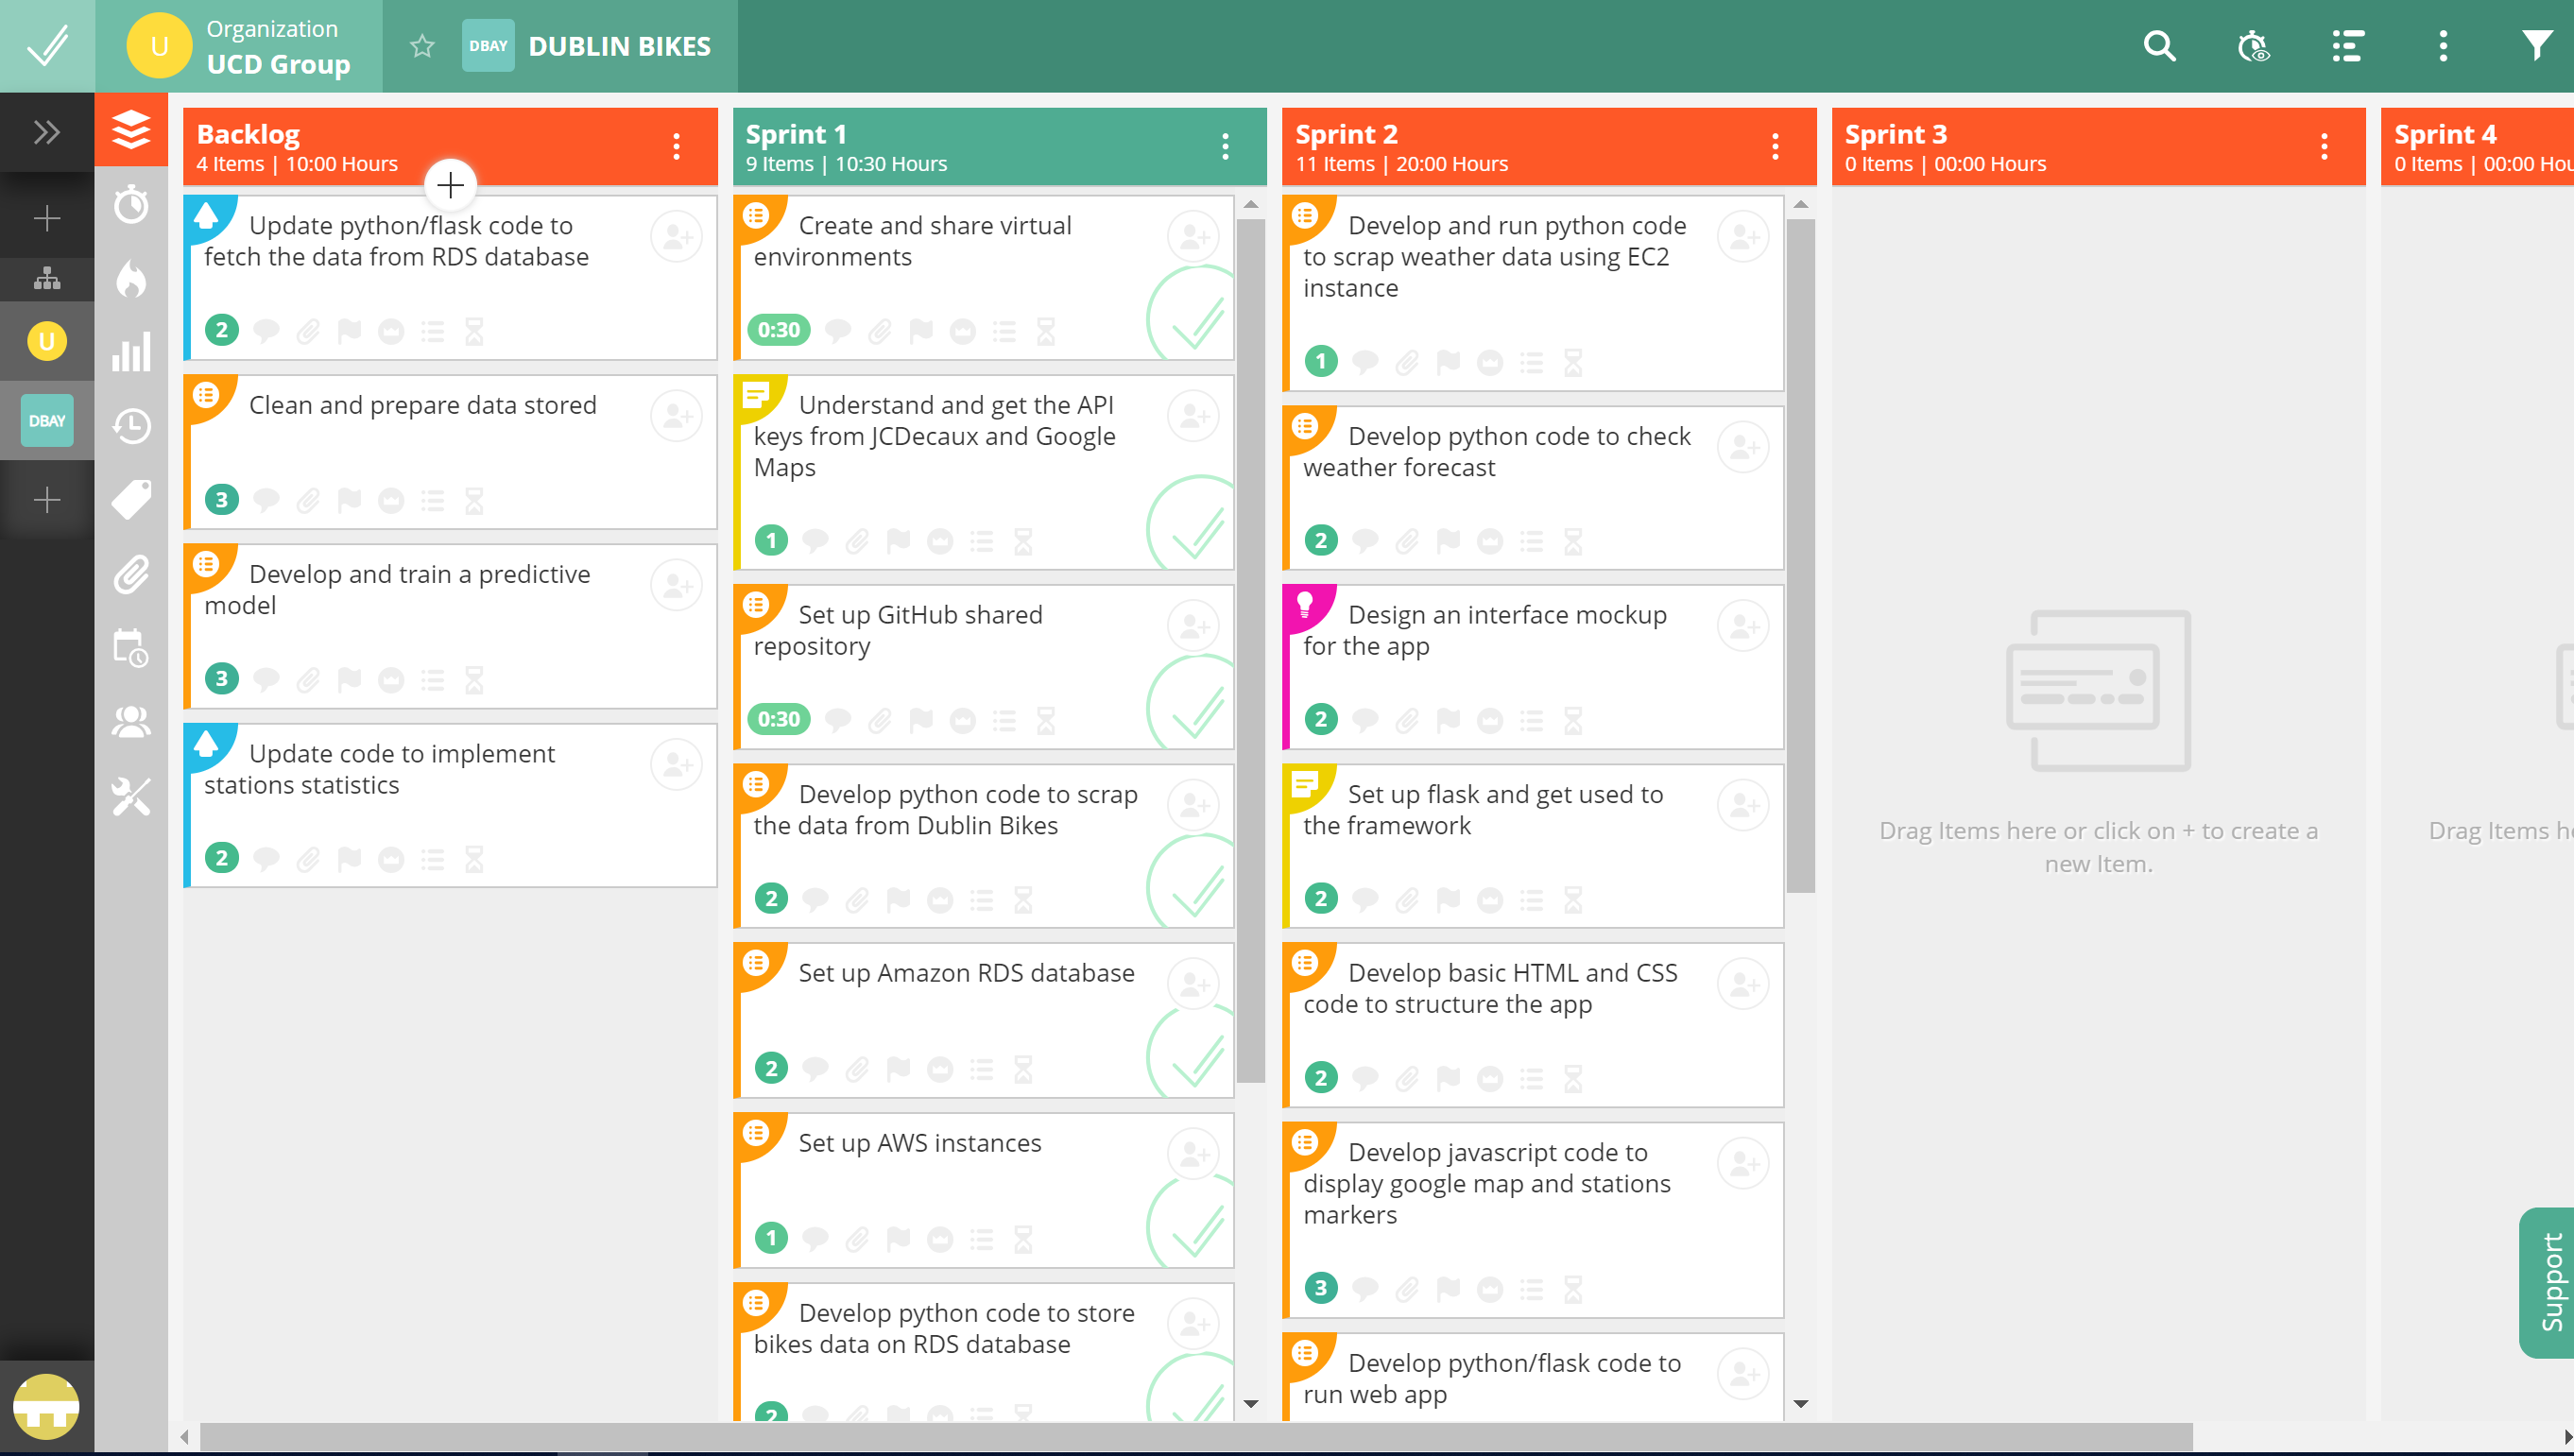 U
Organization
UCD Group
DBAY
DUBLIN BIKES
U
DBAY
Backlog
4 Items | 10:00 Hours
Update python/flask code to
fetch the data from RDS database
2
Clean and prepare data stored
3
Develop and train a predictive
model
3
Update code to implement
stations statistics
2
Sprint 1
9 Items | 10:30 Hours
Create and share virtual
environments
0:30
Understand and get the API
keys from JCDecaux and Google
Maps
1
Set up GitHub shared
repository
0:30
Develop python code to scrap
the data from Dublin Bikes
2
Set up Amazon RDS database
2
Set up AWS instances
1
Develop python code to store
bikes data on RDS database
2
Sprint 2
11 Items | 20:00 Hours
Develop and run python code
to scrap weather data using EC2
instance
1
Develop python code to check
weather forecast
2
Design an interface mockup
for the app
2
Set up flask and get used to
the framework
2
Develop basic HTML and CSS
code to structure the app
2
Develop javascript code to
display google map and stations
markers
3
Develop python/flask code to
run web app
Sprint 3
0 Items | 00:00 Hours
Drag Items here or click on + to create a
new Item.
Sprint 4
0 Items | 00:00 Hou
Drag Items he
Support